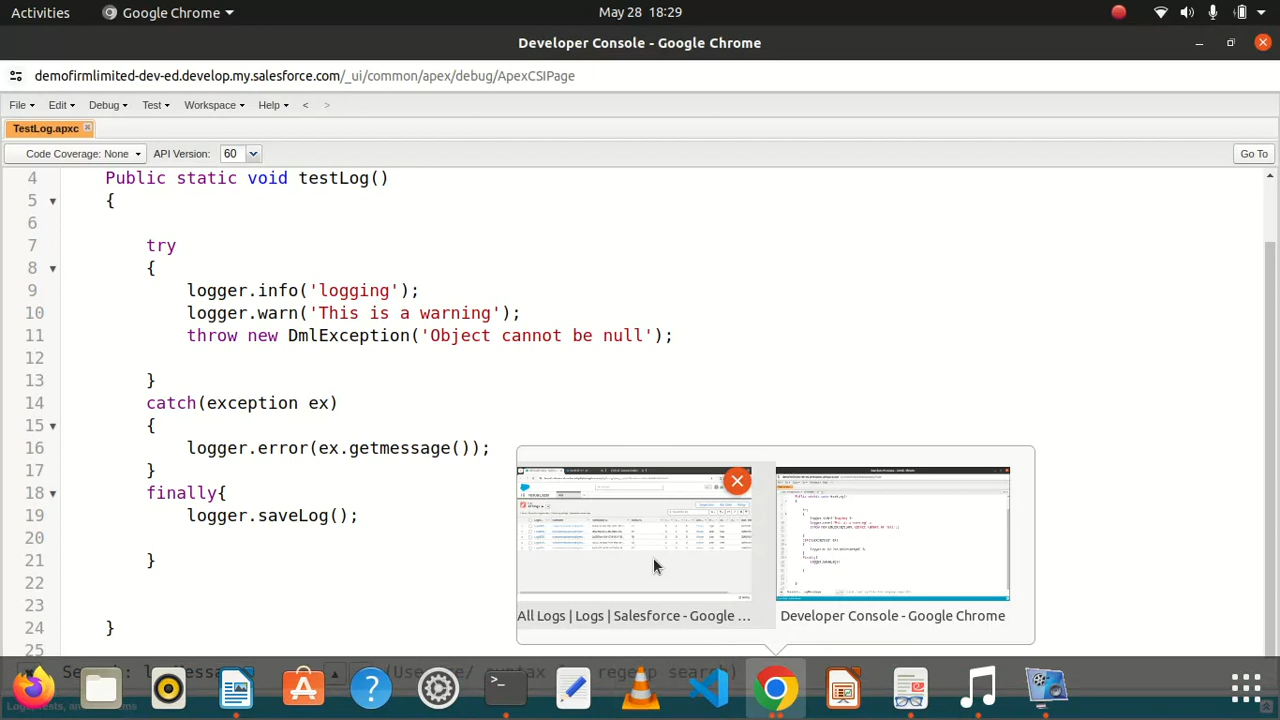 Activities
Google Chrome
May 28 18:29
Developer Console - Google Chrome
demofirmlimited-dev-ed.develop.my.salesforce.com/_ui/common/apex/debug/ApexCSIPage
File Edit Debug Test Workspace Help < >
TestLog.apxc
Code Coverage: None API Version: 60 Go To
4 Public static void testLog()
5 {
6
7 try
8 {
9 logger.info('logging');
10 logger.warn('This is a warning');
11 throw new DmlException('Object cannot be null');
12
13 }
14 catch(exception ex)
15 {
16 logger.error(ex.getmessage());
17 }
18 finally{
19 logger.saveLog();
20
21 }
22
23
24 }
25
All Logs | Logs | Salesforce - Google ...
Developer Console - Google Chrome